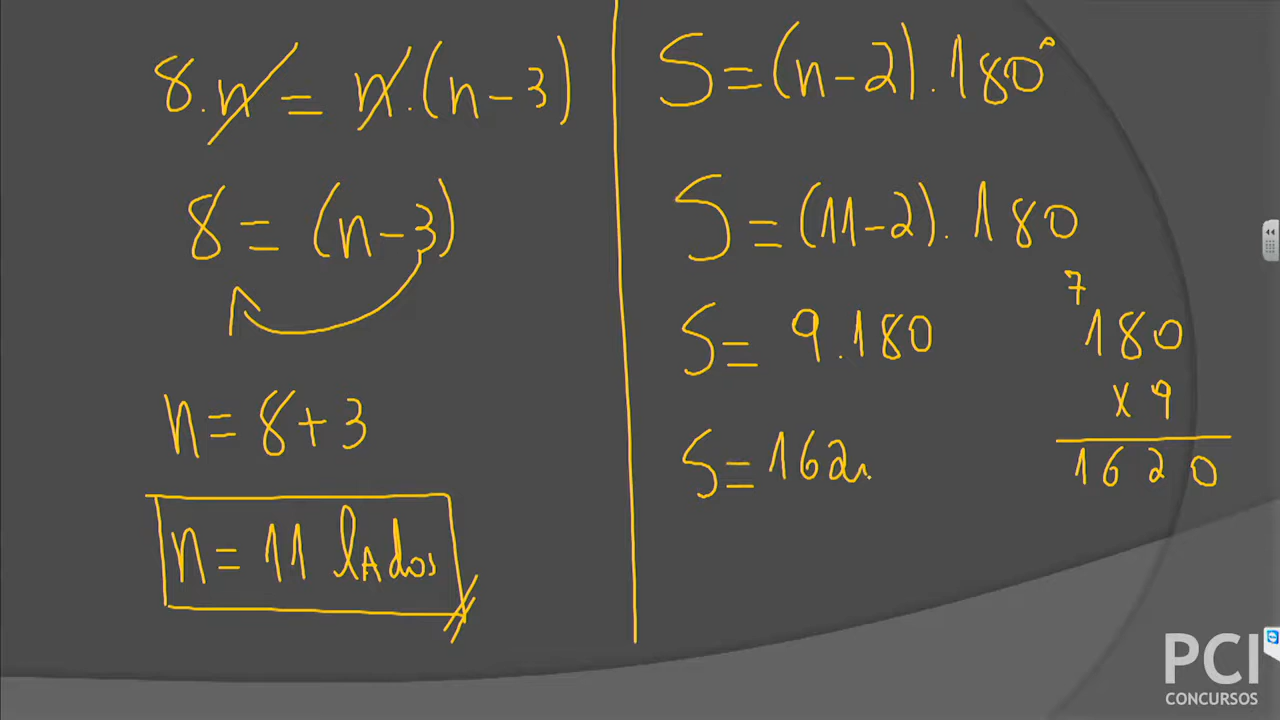 8.n = n.(n-3)
8 = (n-3)
n = 8+3
n = 11 lAdos
S = (n-2).180°
S = (11-2).180
S = 9.180
S = 162
7
180
x 9
1620
PCI
CONCURSOS